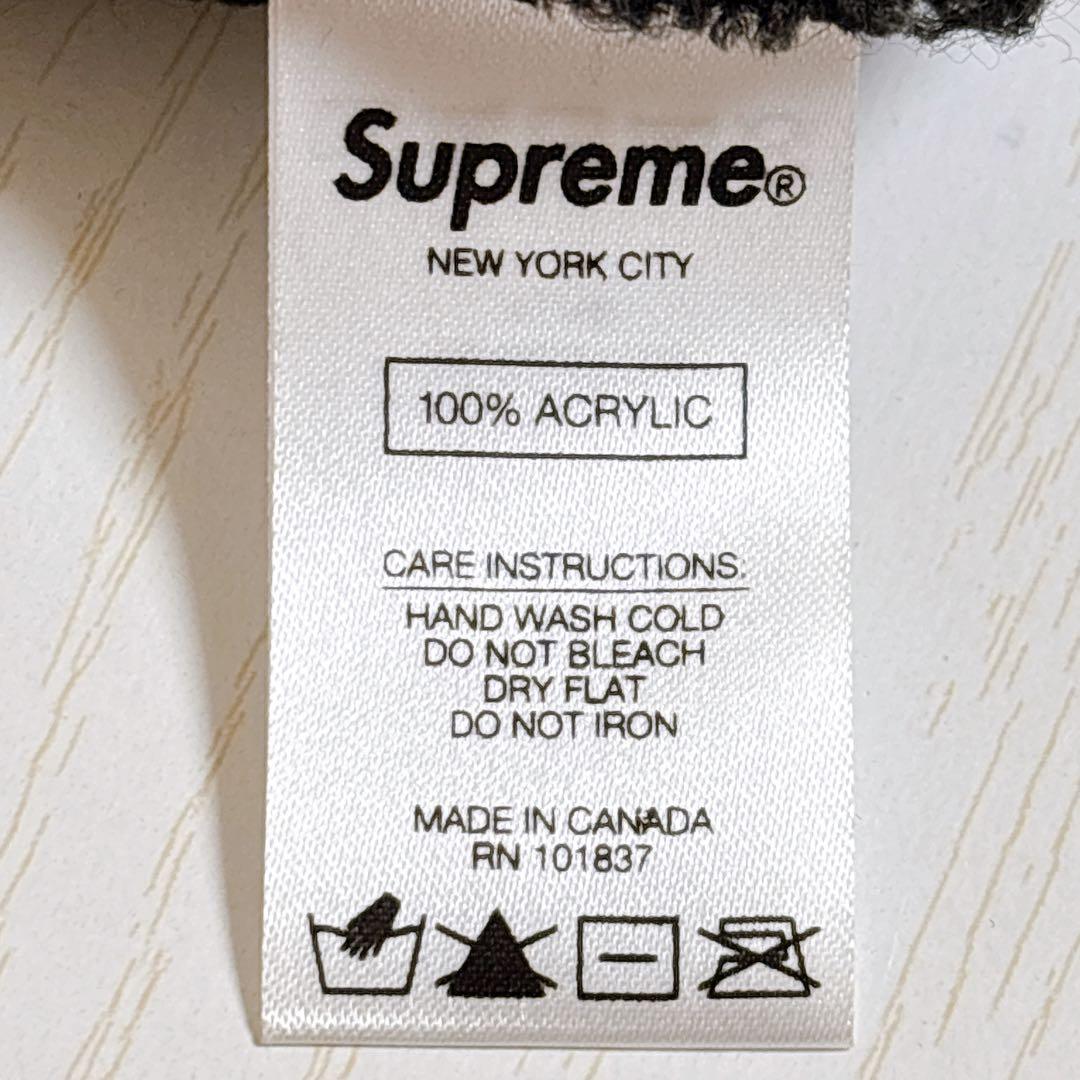 Supreme®
NEW YORK CITY
100% ACRYLIC
CARE INSTRUCTIONS:
HAND WASH COLD
DO NOT BLEACH
DRY FLAT
DO NOT IRON
MADE IN CANADA
RN 101837